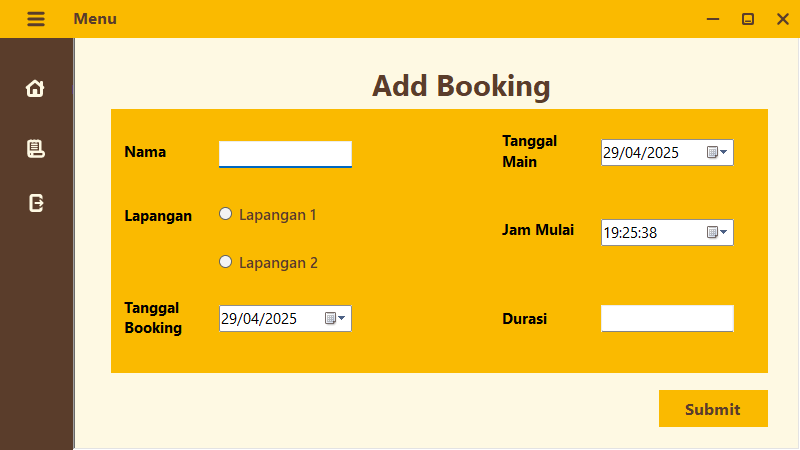 Menu
Add Booking
Nama
Lapangan
Lapangan 1
Lapangan 2
Tanggal
Booking
29/04/2025
Tanggal
Main
29/04/2025
Jam Mulai
19:25:38
Durasi
Submit